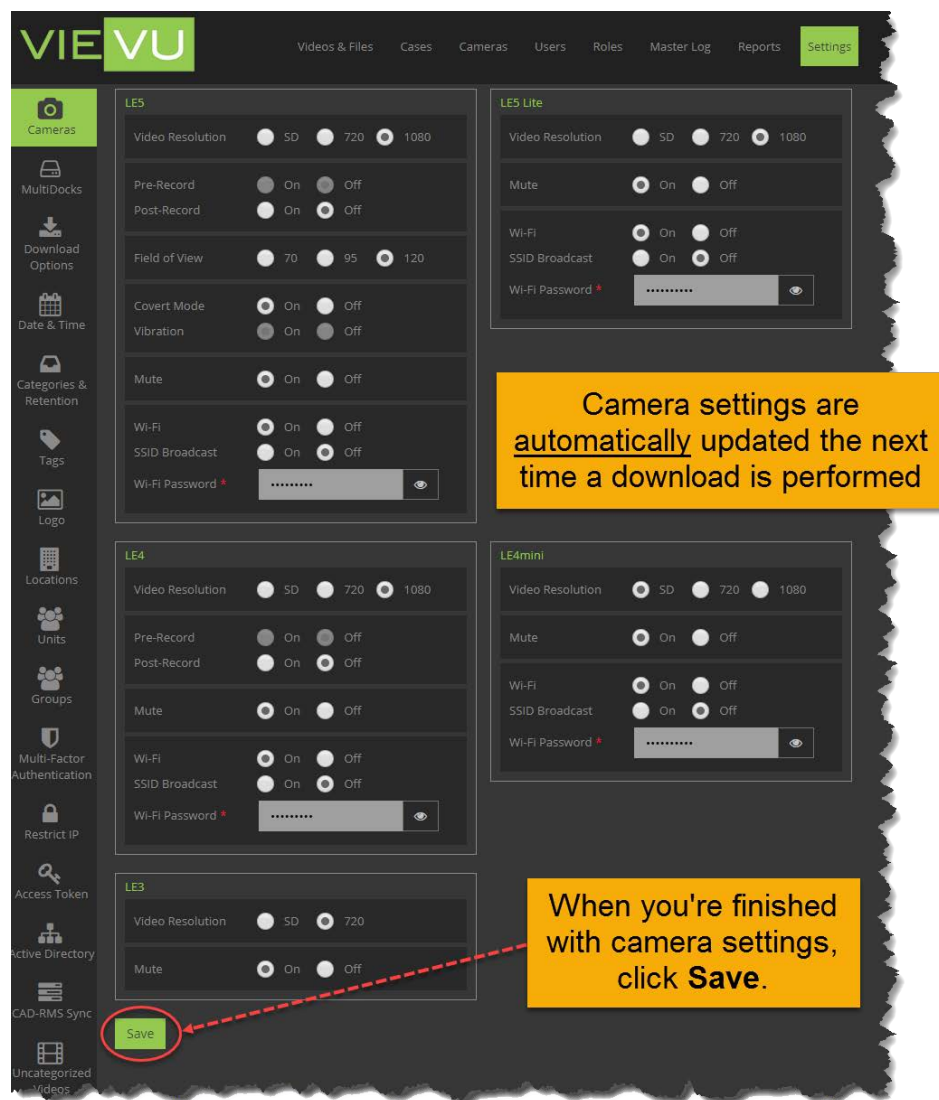 VIEVU
Videos & Files Cases Cameras Users Roles Master Log Reports Settings
Cameras
MultiDocks
Download
Options
Date & Time
Categories &
Retention
Tags
Logo
Locations
Units
Groups
Multi-Factor
Authentication
Restrict IP
Access Token
Active Directory
CAD-RMS Sync
Uncategorized
Videos
LE5
Video Resolution SD 720 1080
Pre-Record On Off
Post-Record On Off
Field of View 70 95 120
Covert Mode On Off
Vibration On Off
Mute On Off
Wi-Fi On Off
SSID Broadcast On Off
Wi-Fi Password * •••••••••
LE5 Lite
Video Resolution SD 720 1080
Mute On Off
Wi-Fi On Off
SSID Broadcast On Off
Wi-Fi Password * ••••••••••
Camera settings are
automatically updated the next
time a download is performed
LE4
Video Resolution SD 720 1080
Pre-Record On Off
Post-Record On Off
Mute On Off
Wi-Fi On Off
SSID Broadcast On Off
Wi-Fi Password * •••••••••
LE4mini
Video Resolution SD 720 1080
Mute On Off
Wi-Fi On Off
SSID Broadcast On Off
Wi-Fi Password * ••••••••••
LE3
Video Resolution SD 720
Mute On Off
When you're finished
with camera settings,
click Save.
Save